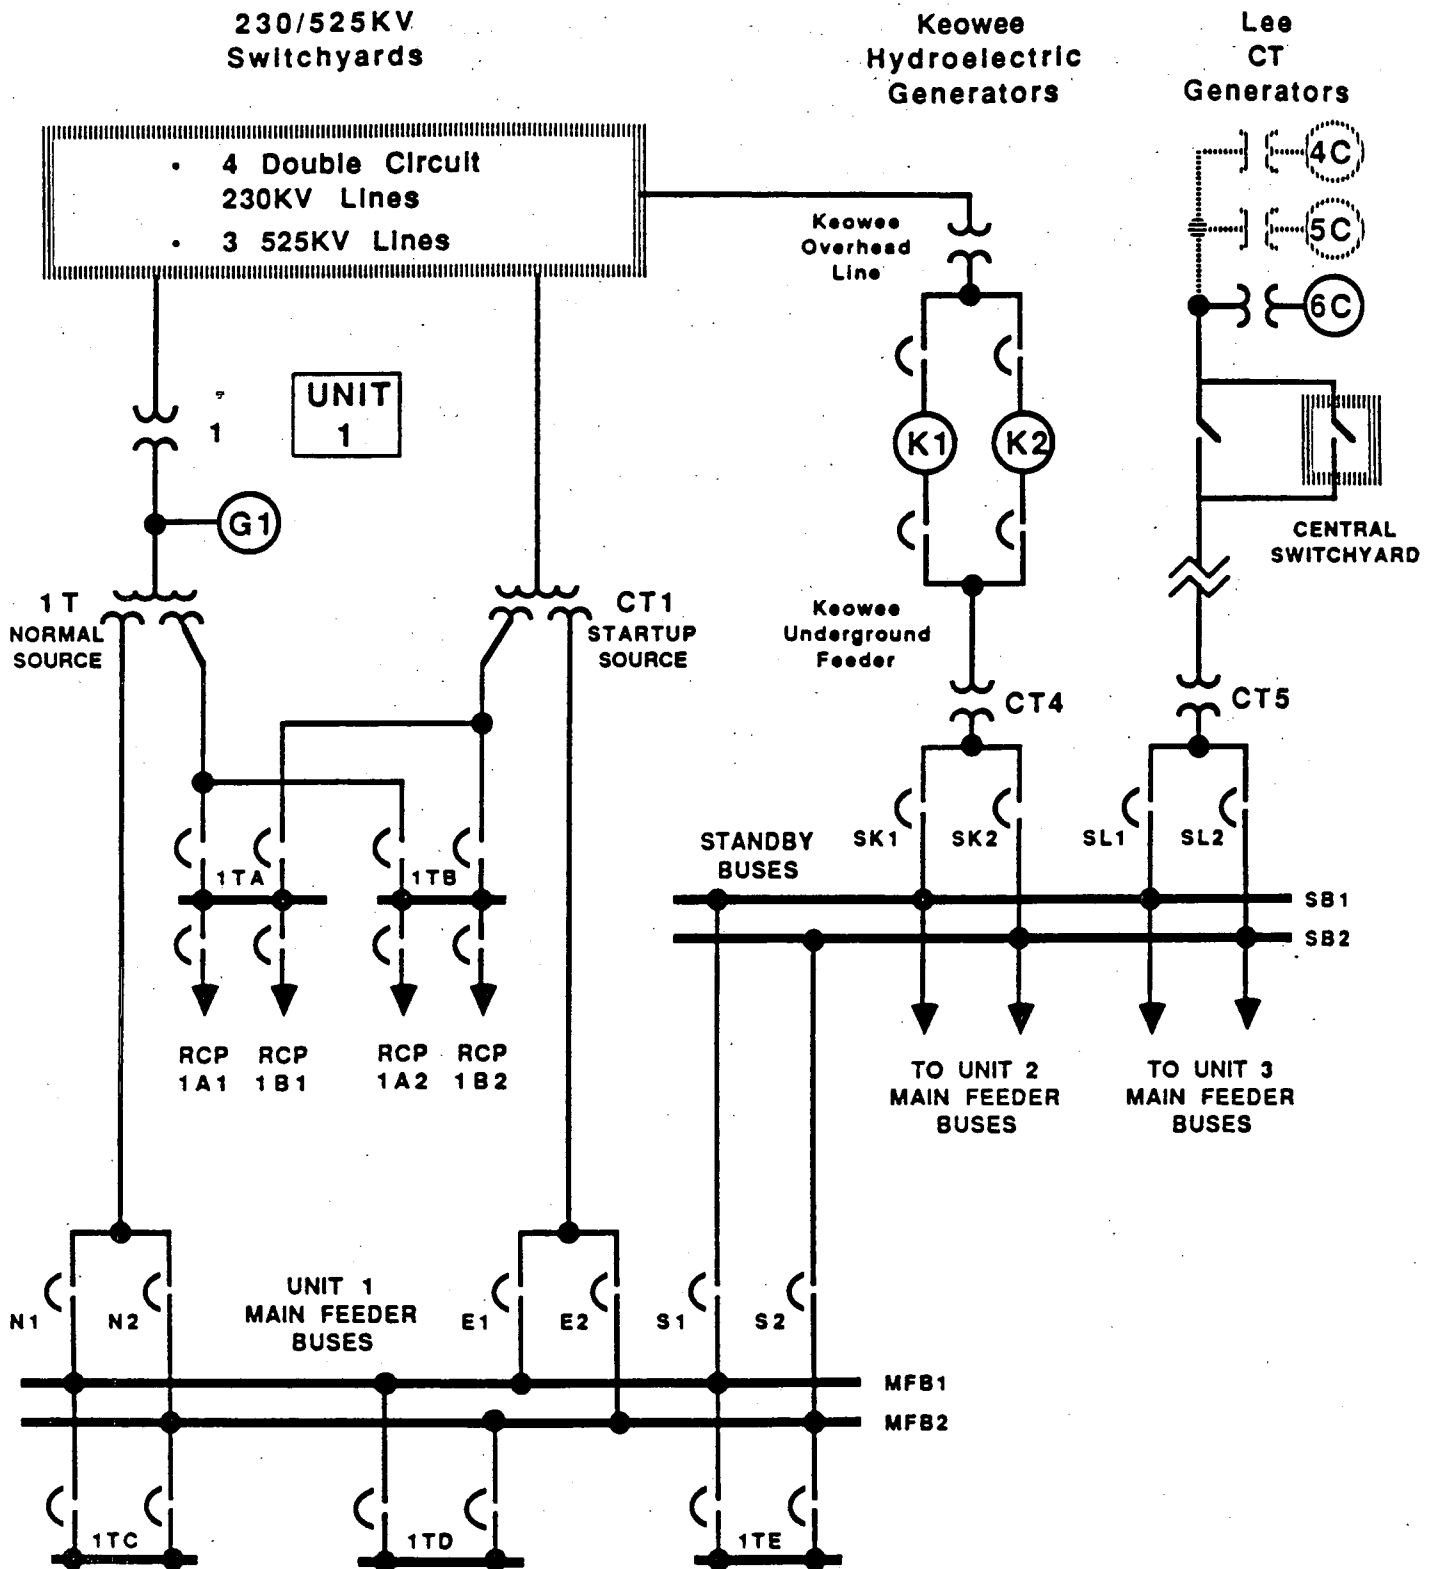 230/525KV
Switchyards
Keowee
Hydroelectric
Generators
Lee
CT
Generators
• 4 Double Circuit
230KV Lines
• 3 525KV Lines
Keowee
Overhead
Line
4C
5C
6C
UNIT
1
1
K1
K2
G1
CENTRAL
SWITCHYARD
1T
NORMAL
SOURCE
CT1
STARTUP
SOURCE
Keowee
Underground
Feeder
CT4
CT5
SK1
SK2
SL1
SL2
STANDBY
BUSES
1TA
1TB
SB1
SB2
RCP
1A1
RCP
1B1
RCP
1A2
RCP
1B2
TO UNIT 2
MAIN FEEDER
BUSES
TO UNIT 3
MAIN FEEDER
BUSES
UNIT 1
MAIN FEEDER
BUSES
N1
N2
E1
E2
S1
S2
MFB1
MFB2
1TC
1TD
1TE